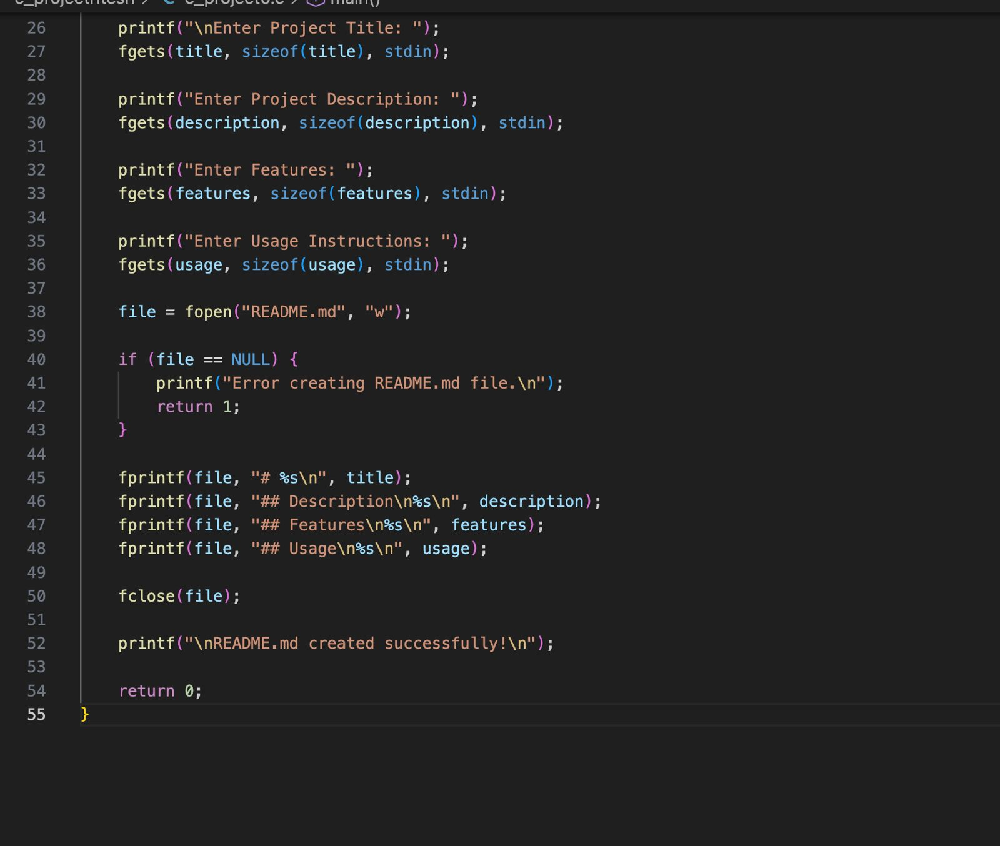 26 printf("\nEnter Project Title: ");
27 fgets(title, sizeof(title), stdin);
28
29 printf("Enter Project Description: ");
30 fgets(description, sizeof(description), stdin);
31
32 printf("Enter Features: ");
33 fgets(features, sizeof(features), stdin);
34
35 printf("Enter Usage Instructions: ");
36 fgets(usage, sizeof(usage), stdin);
37
38 file = fopen("README.md", "w");
39
40 if (file == NULL) {
41 printf("Error creating README.md file.\n");
42 return 1;
43 }
44
45 fprintf(file, "# %s\n", title);
46 fprintf(file, "## Description\n%s\n", description);
47 fprintf(file, "## Features\n%s\n", features);
48 fprintf(file, "## Usage\n%s\n", usage);
49
50 fclose(file);
51
52 printf("\nREADME.md created successfully!\n");
53
54 return 0;
55 }